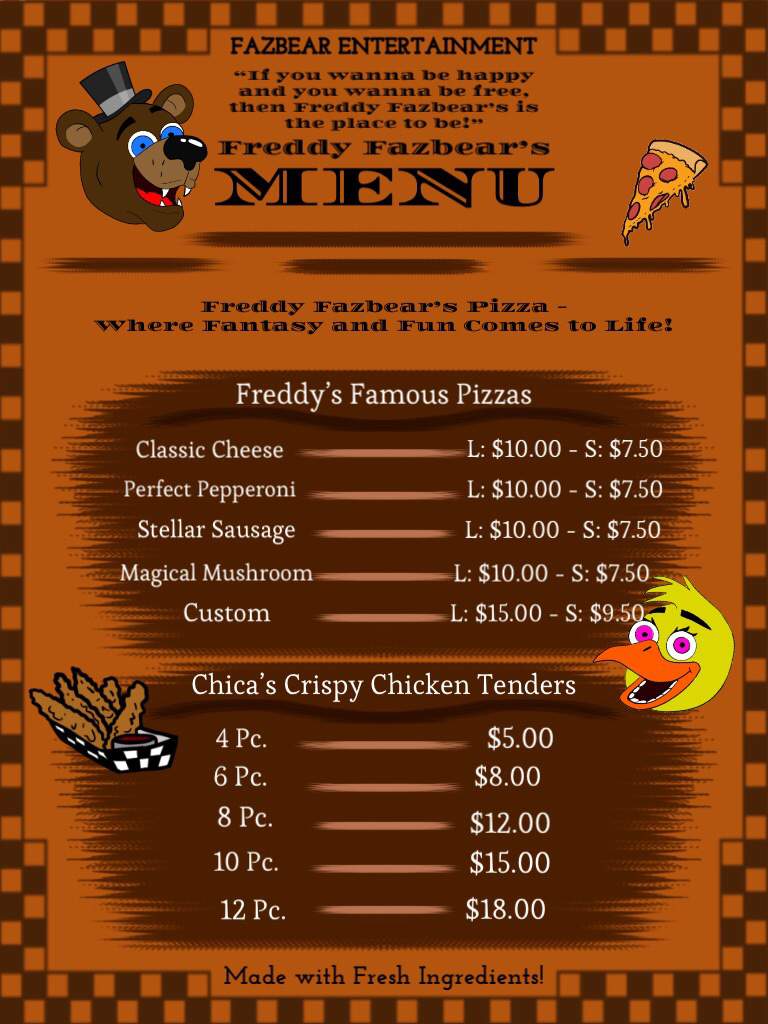 FAZBEAR ENTERTAINMENT
“If you wanna be happy
and you wanna be free,
then Freddy Fazbear’s is
the place to be!”
Freddy Fazbear’s
MENU
Freddy Fazbear’s Pizza -
Where Fantasy and Fun Comes to Life!
Freddy’s Famous Pizzas
Classic Cheese L: $10.00 - S: $7.50
Perfect Pepperoni L: $10.00 - S: $7.50
Stellar Sausage L: $10.00 - S: $7.50
Magical Mushroom L: $10.00 - S: $7.50
Custom L: $15.00 - S: $9.50
Chica’s Crispy Chicken Tenders
4 Pc. $5.00
6 Pc. $8.00
8 Pc. $12.00
10 Pc. $15.00
12 Pc. $18.00
Made with Fresh Ingredients!